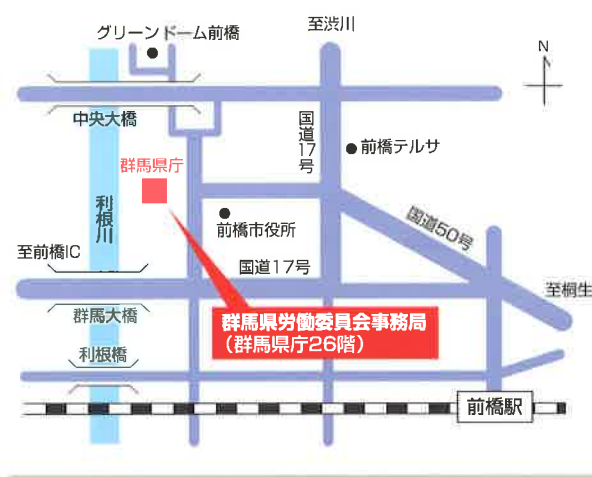 至渋川
グリーンドーム前橋
N
中央大橋
国道17号
前橋テルサ
群馬県庁
利根川
前橋市役所
国道50号
至前橋IC
国道17号
至桐生
群馬大橋
群馬県労働委員会事務局
（群馬県庁26階）
利根橋
前橋駅